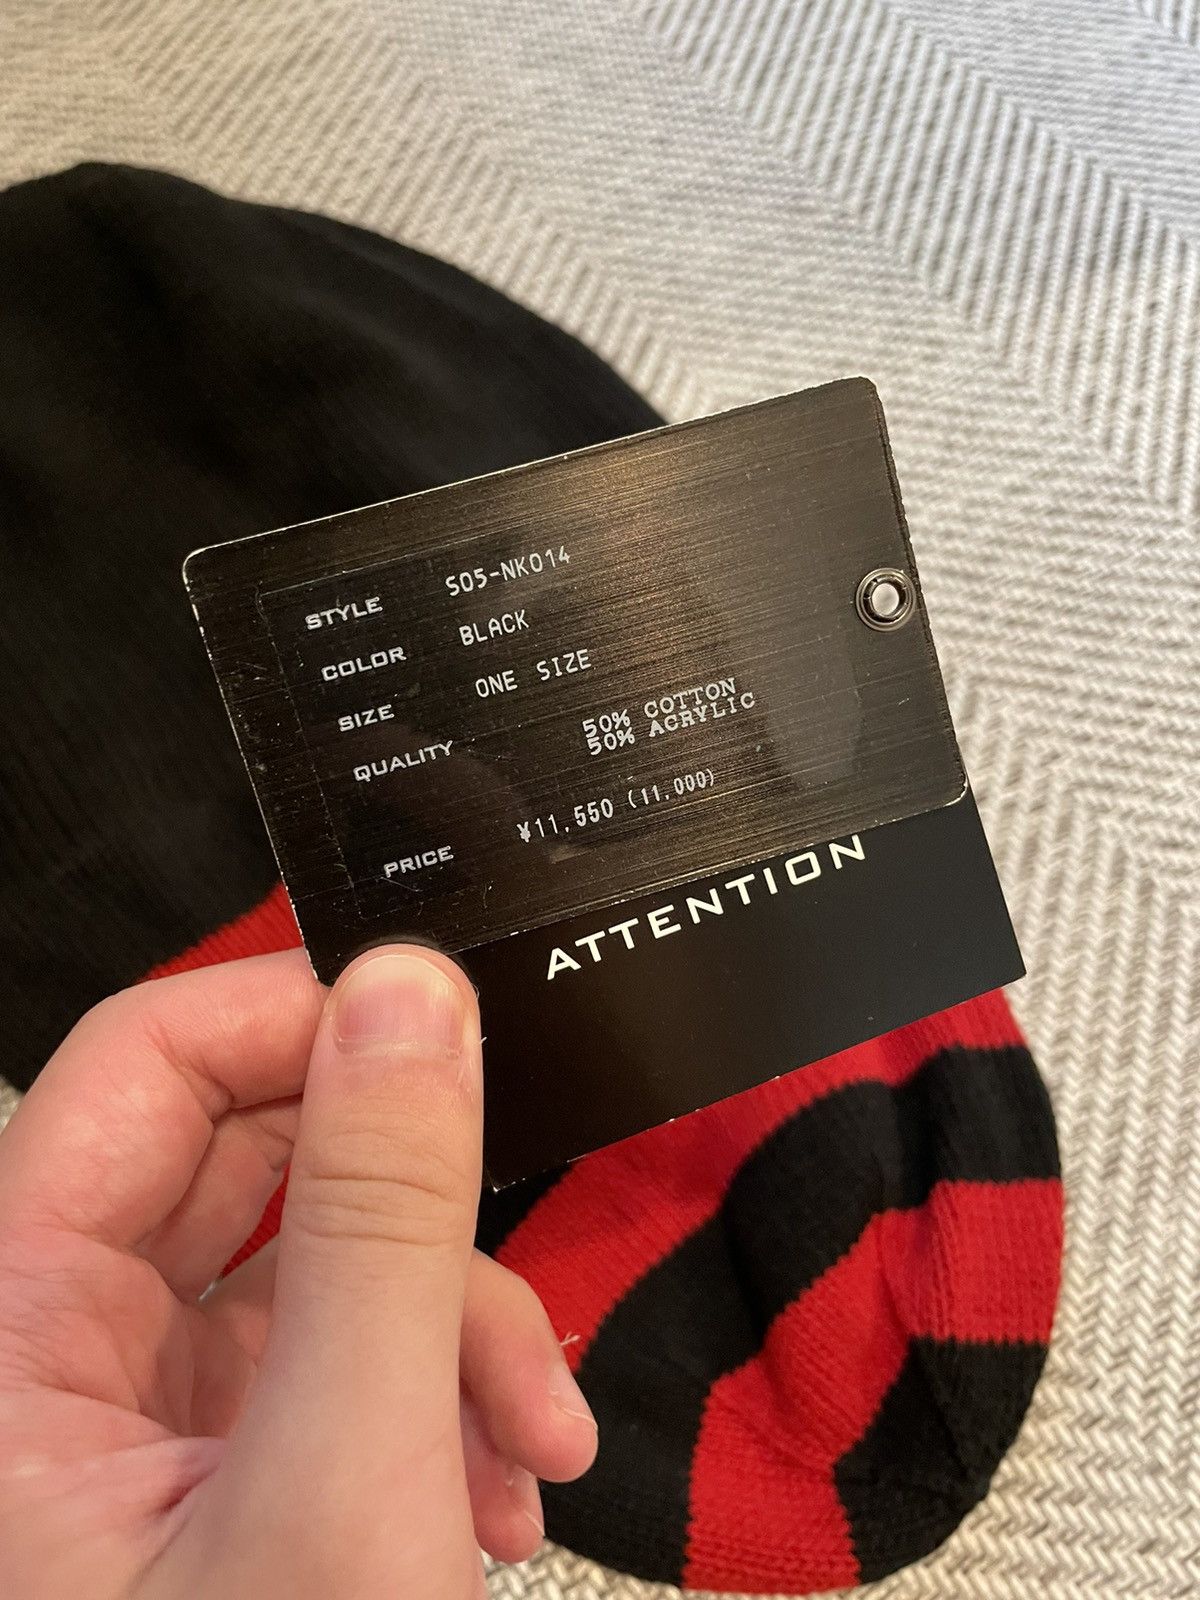 STYLE S05-NK014
COLOR BLACK
SIZE ONE SIZE
QUALITY 50% COTTON
50% ACRYLIC
PRICE ¥11,550 (11,000)
ATTENTION